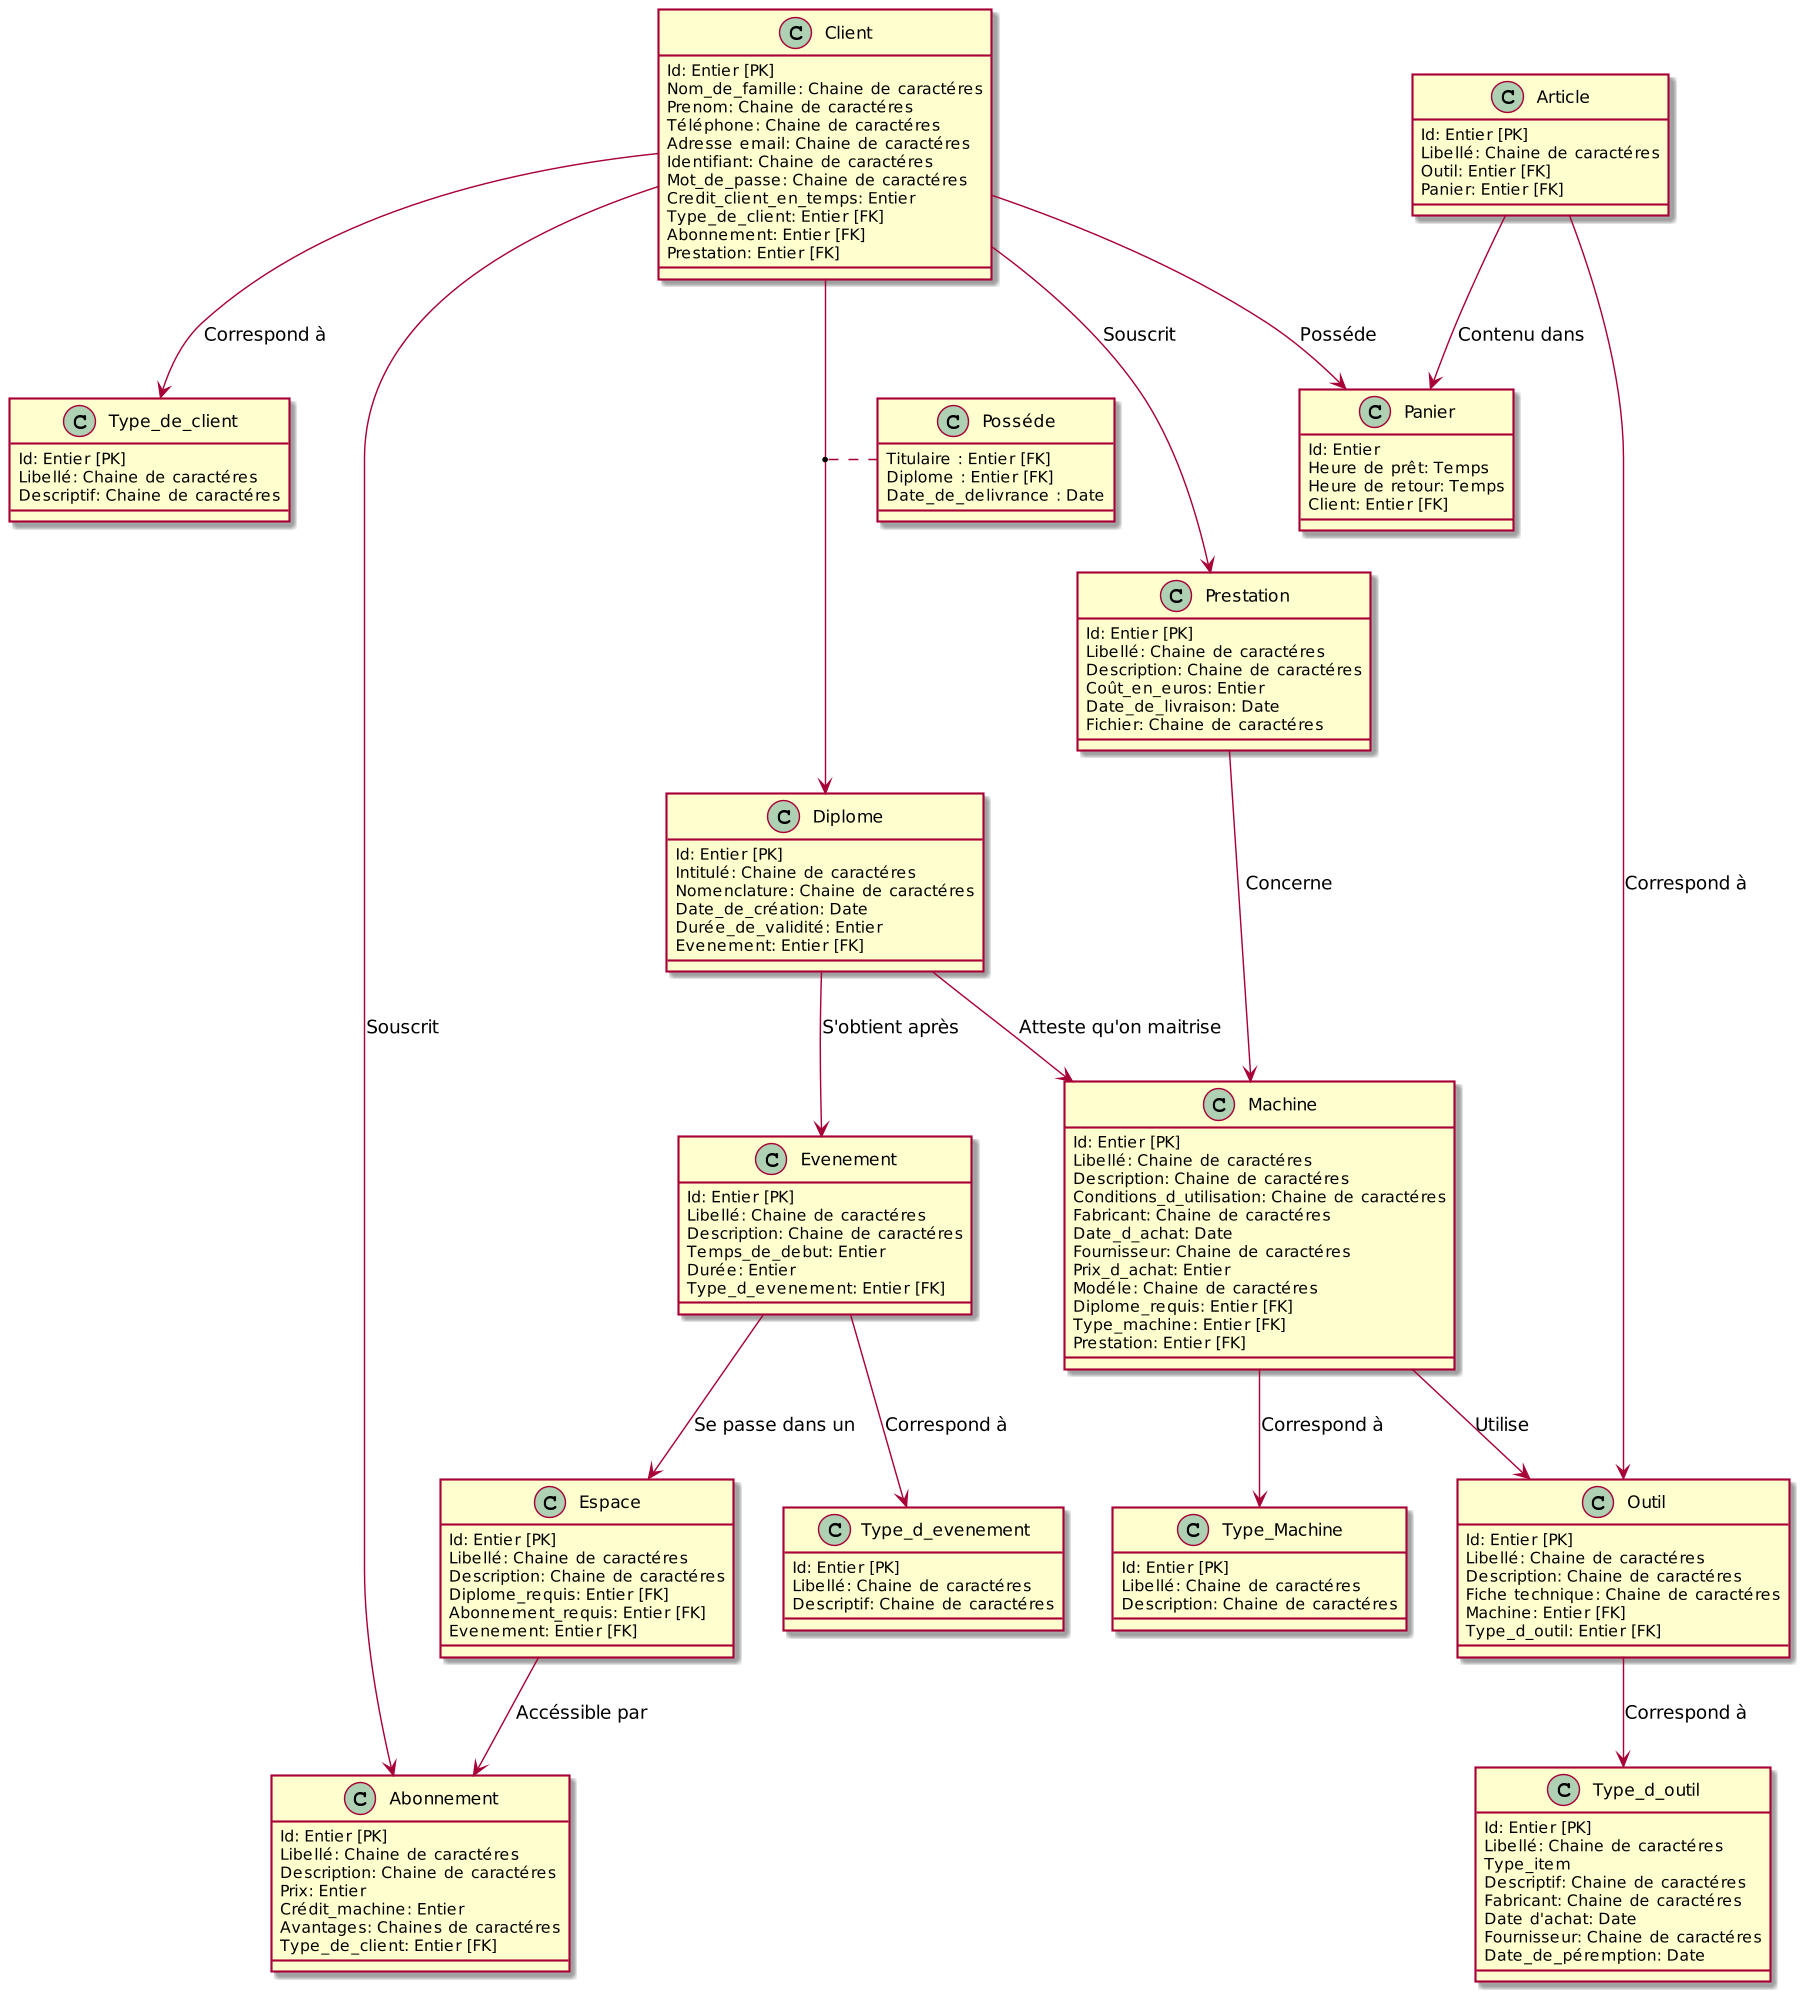 C Client
Id: Entier [PK]
Nom_de_famille: Chaine de caractéres
Prenom: Chaine de caractéres
Téléphone: Chaine de caractéres
Adresse email: Chaine de caractéres
Identifiant: Chaine de caractéres
Mot_de_passe: Chaine de caractéres
Credit_client_en_temps: Entier
Type_de_client: Entier [FK]
Abonnement: Entier [FK]
Prestation: Entier [FK]
C Article
Id: Entier [PK]
Libellé: Chaine de caractéres
Outil: Entier [FK]
Panier: Entier [FK]
Correspond à
Souscrit
Posséde
Contenu dans
C Type_de_client
Id: Entier [PK]
Libellé: Chaine de caractéres
Descriptif: Chaine de caractéres
C Posséde
Titulaire : Entier [FK]
Diplome : Entier [FK]
Date_de_delivrance : Date
C Panier
Id: Entier
Heure de prêt: Temps
Heure de retour: Temps
Client: Entier [FK]
C Prestation
Id: Entier [PK]
Libellé: Chaine de caractéres
Description: Chaine de caractéres
Coût_en_euros: Entier
Date_de_livraison: Date
Fichier: Chaine de caractéres
C Diplome
Id: Entier [PK]
Intitulé: Chaine de caractéres
Nomenclature: Chaine de caractéres
Date_de_création: Date
Durée_de_validité: Entier
Evenement: Entier [FK]
Concerne
Correspond à
Souscrit
S'obtient après
Atteste qu'on maitrise
C Evenement
Id: Entier [PK]
Libellé: Chaine de caractéres
Description: Chaine de caractéres
Temps_de_debut: Entier
Durée: Entier
Type_d_evenement: Entier [FK]
C Machine
Id: Entier [PK]
Libellé: Chaine de caractéres
Description: Chaine de caractéres
Conditions_d_utilisation: Chaine de caractéres
Fabricant: Chaine de caractéres
Date_d_achat: Date
Fournisseur: Chaine de caractéres
Prix_d_achat: Entier
Modéle: Chaine de caractéres
Diplome_requis: Entier [FK]
Type_machine: Entier [FK]
Prestation: Entier [FK]
Se passe dans un
Correspond à
Correspond à
Utilise
C Espace
Id: Entier [PK]
Libellé: Chaine de caractéres
Description: Chaine de caractéres
Diplome_requis: Entier [FK]
Abonnement_requis: Entier [FK]
Evenement: Entier [FK]
C Type_d_evenement
Id: Entier [PK]
Libellé: Chaine de caractéres
Descriptif: Chaine de caractéres
C Type_Machine
Id: Entier [PK]
Libellé: Chaine de caractéres
Description: Chaine de caractéres
C Outil
Id: Entier [PK]
Libellé: Chaine de caractéres
Description: Chaine de caractéres
Fiche technique: Chaine de caractéres
Machine: Entier [FK]
Type_d_outil: Entier [FK]
Accéssible par
Correspond à
C Abonnement
Id: Entier [PK]
Libellé: Chaine de caractéres
Description: Chaine de caractéres
Prix: Entier
Crédit_machine: Entier
Avantages: Chaines de caractéres
Type_de_client: Entier [FK]
C Type_d_outil
Id: Entier [PK]
Libellé: Chaine de caractéres
Type_item
Descriptif: Chaine de caractéres
Fabricant: Chaine de caractéres
Date d'achat: Date
Fournisseur: Chaine de caractéres
Date_de_péremption: Date